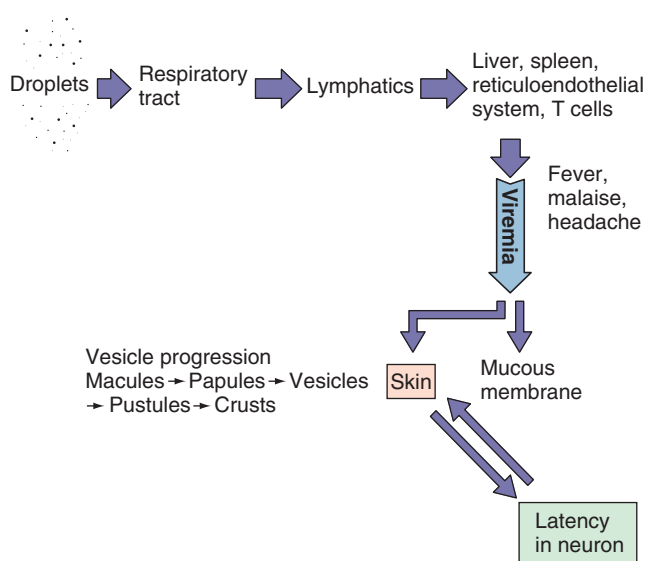 Droplets
Respiratory
tract
Lymphatics
Liver, spleen,
reticuloendothelial
system, T cells
Fever,
malaise,
headache
Viremia
Vesicle progression
Macules → Papules → Vesicles
→ Pustules → Crusts
Skin
Mucous
membrane
Latency
in neuron